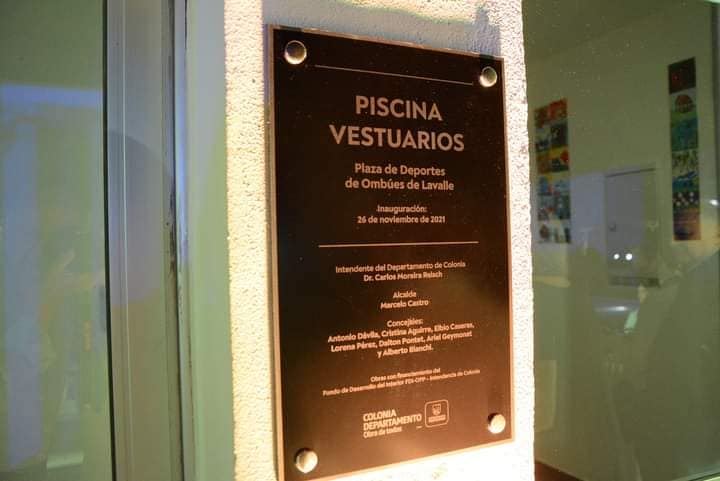 PISCINA
VESTUARIOS
Plaza de Deportes
de Ombúes de Lavalle
Inauguración:
26 de noviembre de 2021
Intendente del Departamento de Colonia
Dr. Carlos Moreira Reisch
Alcalde
Marcelo Castro
Concejales:
Antonio Dávila, Cristina Aguirre, Elbio Caseras,
Lorena Pérez, Dalton Pontet, Ariel Geymonat
y Alberto Bianchi.
Obras con financiamiento del
Fondo de Desarrollo del Interior FDI-OPP - Intendencia de Colonia
COLONIA
DEPARTAMENTO
Obra de todos